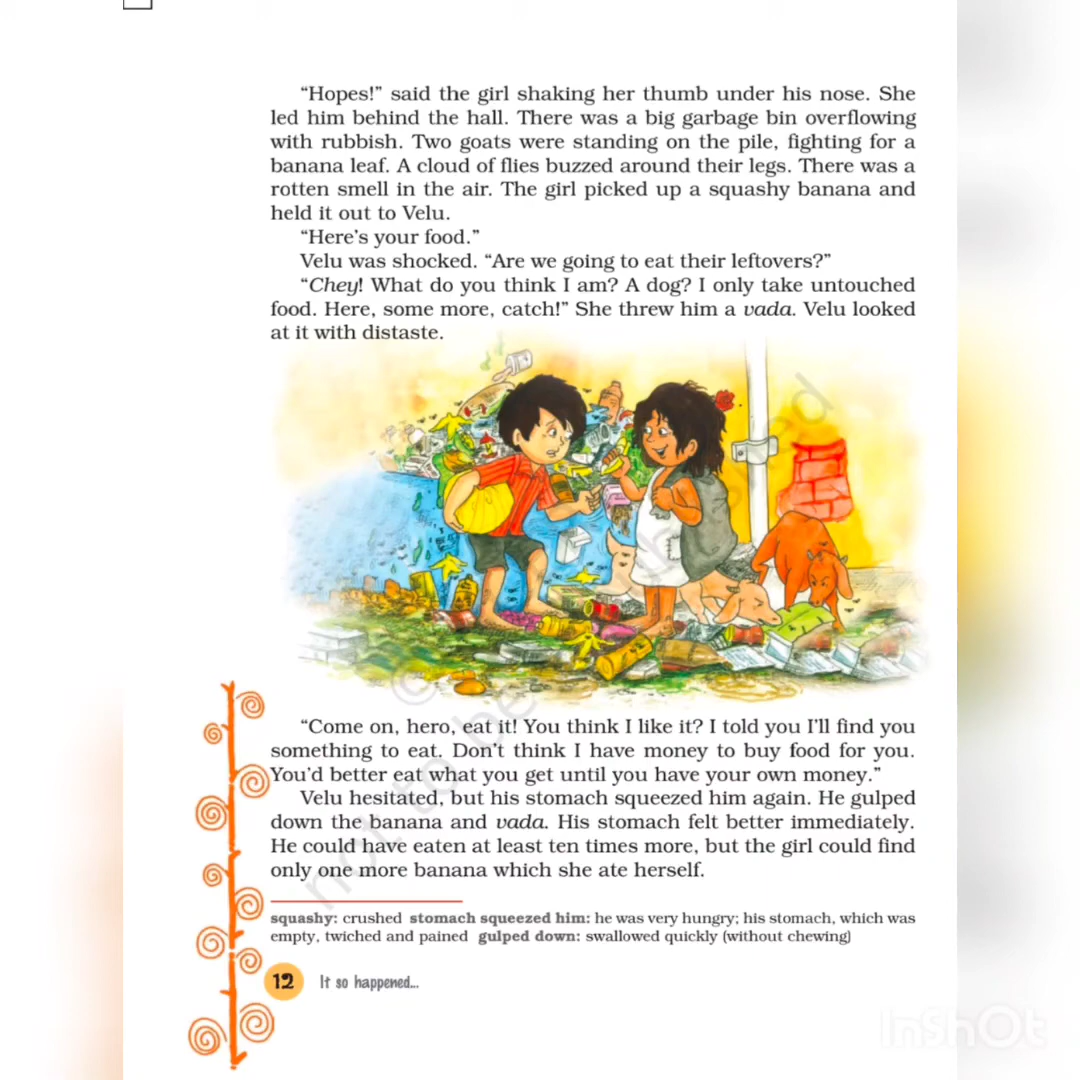 “Hopes!” said the girl shaking her thumb under his nose. She
led him behind the hall. There was a big garbage bin overflowing
with rubbish. Two goats were standing on the pile, fighting for a
banana leaf. A cloud of flies buzzed around their legs. There was a
rotten smell in the air. The girl picked up a squashy banana and
held it out to Velu.
“Here’s your food.”
Velu was shocked. “Are we going to eat their leftovers?”
“Chey! What do you think I am? A dog? I only take untouched
food. Here, some more, catch!” She threw him a vada. Velu looked
at it with distaste.
“Come on, hero, eat it! You think I like it? I told you I’ll find you
something to eat. Don’t think I have money to buy food for you.
You’d better eat what you get until you have your own money.”
Velu hesitated, but his stomach squeezed him again. He gulped
down the banana and vada. His stomach felt better immediately.
He could have eaten at least ten times more, but the girl could find
only one more banana which she ate herself.
squashy: crushed stomach squeezed him: he was very hungry; his stomach, which was
empty, twiched and pained gulped down: swallowed quickly (without chewing)
12 It so happened...
not to be
InShOt